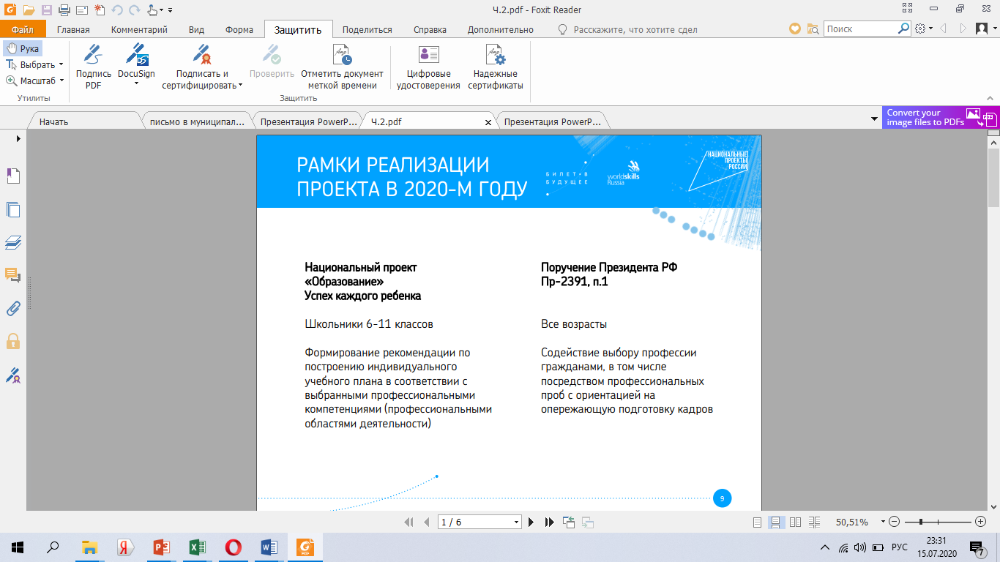 Ч.2.pdf - Foxit Reader
Файл
Главная
Комментарий
Вид
Форма
Защитить
Поделиться
Справка
Дополнительно
Расскажите, что хотите сдел
Поиск
Рука
Выбрать
Масштаб
Утилиты
Подпись
PDF
DocuSign
Подписать и
сертифицировать
Проверить
Отметить документ
меткой времени
Защитить
Цифровые
удостоверения
Надежные
сертификаты
Начать
письмо в муниципал...
Презентация PowerP...
Ч.2.pdf
Презентация PowerP...
Convert your
image files to PDFs
РАМКИ РЕАЛИЗАЦИИ
ПРОЕКТА В 2020-М ГОДУ
БИЛЕТ В
БУДУЩЕЕ
worldskills
Russia
НАЦИОНАЛЬНЫЕ
ПРОЕКТЫ
РОССИИ
Национальный проект
«Образование»
Успех каждого ребенка
Школьники 6-11 классов
Формирование рекомендации по
построению индивидуального
учебного плана в соответствии с
выбранными профессиональными
компетенциями (профессиональными
областями деятельности)
Поручение Президента РФ
Пр-2391, п.1
Все возрасты
Содействие выбору профессии
гражданами, в том числе
посредством профессиональных
проб с ориентацией на
опережающую подготовку кадров
9
1 / 6
50,51%
РУС
23:31
15.07.2020
7